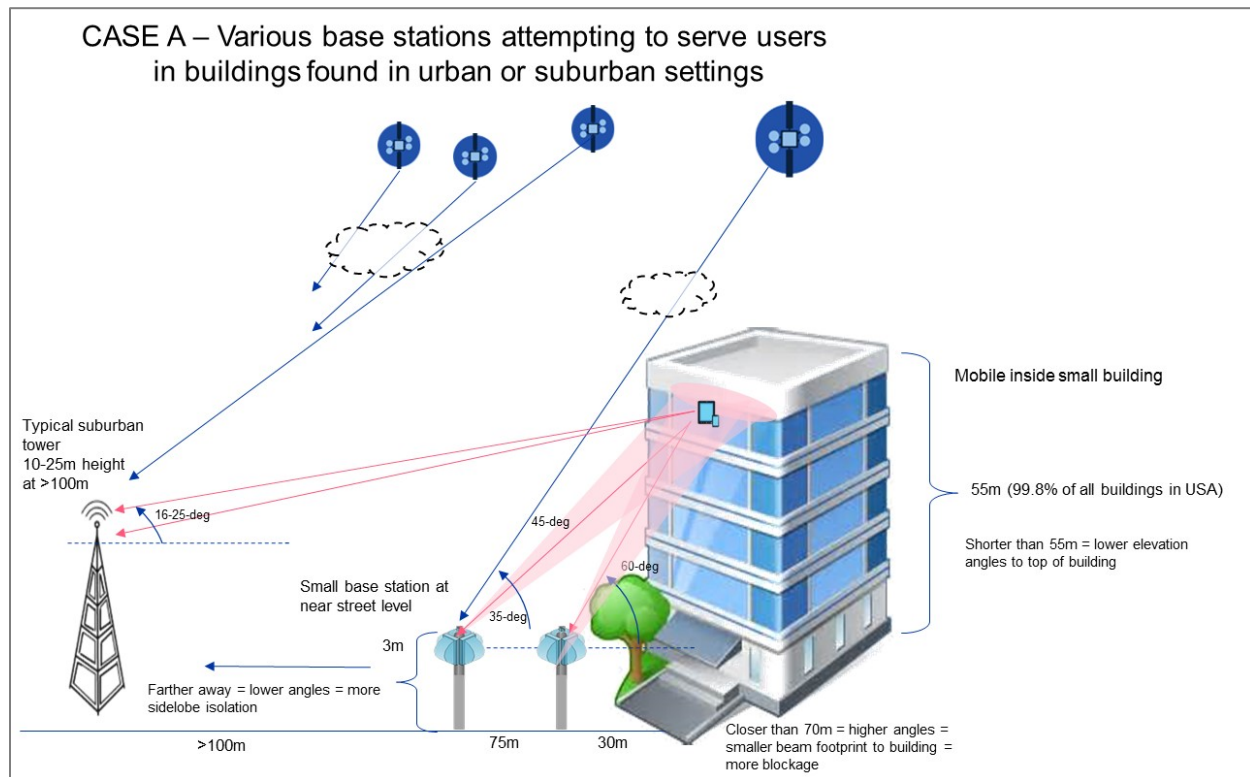 CASE A – Various base stations attempting to serve users
in buildings found in urban or suburban settings
Mobile inside small building
Typical suburban
tower
10-25m height
at >100m
16-25-deg
55m (99.8% of all buildings in USA)
45-deg
Shorter than 55m = lower elevation
angles to top of building
60-deg
Small base station at
near street level
35-deg
3m
Farther away = lower angles = more
sidelobe isolation
>100m
75m
30m
Closer than 70m = higher angles =
smaller beam footprint to building =
more blockage